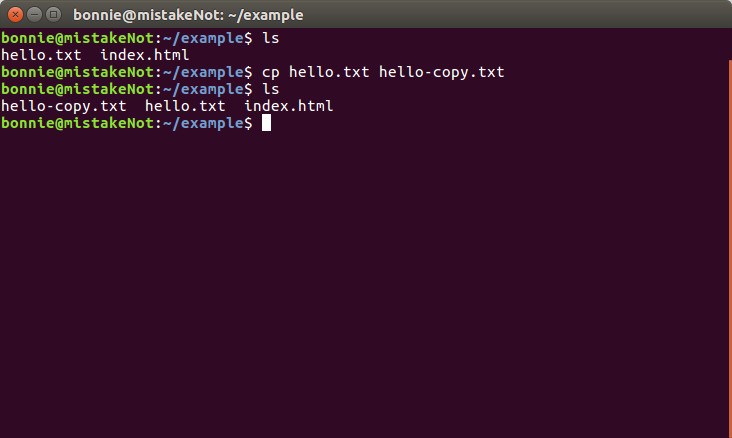 bonnie@mistakeNot: ~/example
bonnie@mistakeNot:~/example$ ls
hello.txt  index.html
bonnie@mistakeNot:~/example$ cp hello.txt hello-copy.txt
bonnie@mistakeNot:~/example$ ls
hello-copy.txt  hello.txt  index.html
bonnie@mistakeNot:~/example$